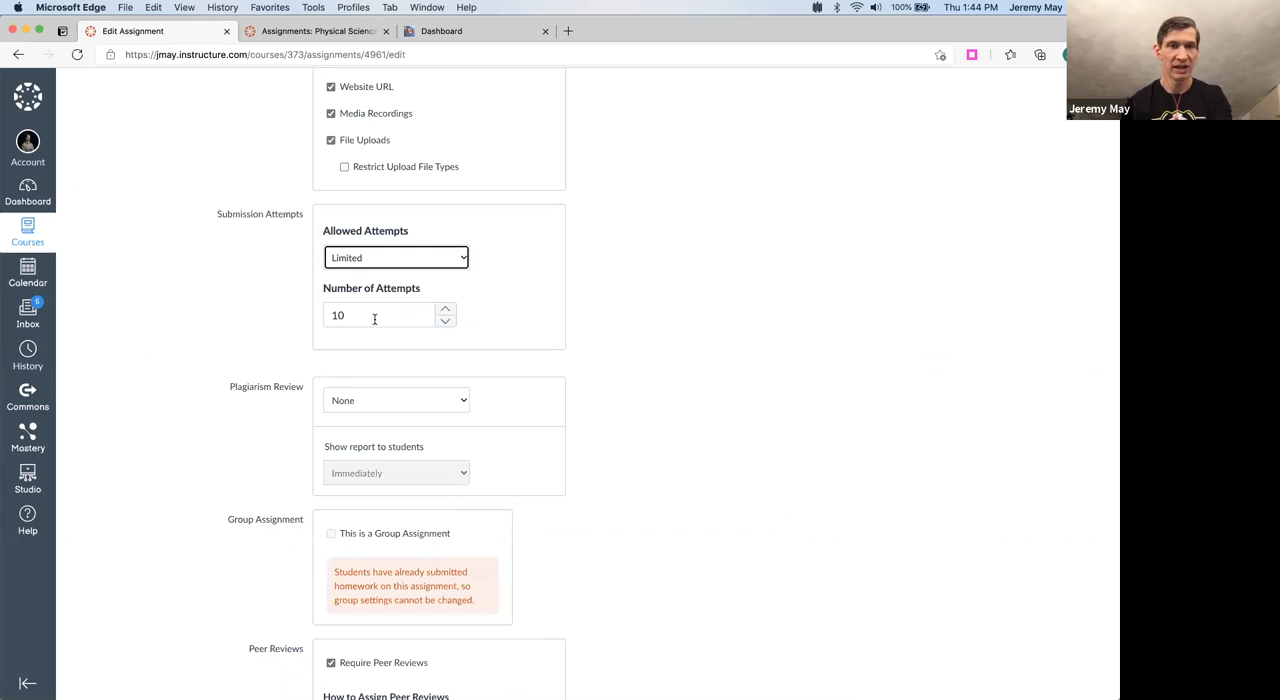 Microsoft Edge File Edit View History Favorites Tools Profiles Tab Window Help 100% Thu 1:44 PM Jeremy May
Edit Assignment Assignments: Physical Science Dashboard
https://jmay.instructure.com/courses/373/assignments/4961/edit
Jeremy May
Account
Dashboard
Courses
Calendar
5
Inbox
History
Commons
Mastery
Studio
Help
Website URL
Media Recordings
File Uploads
Restrict Upload File Types
Submission Attempts
Allowed Attempts
Limited
Number of Attempts
10
Plagiarism Review
None
Show report to students
Immediately
Group Assignment
This is a Group Assignment
Students have already submitted
homework on this assignment, so
group settings cannot be changed.
Peer Reviews
Require Peer Reviews
How to Assign Peer Reviews